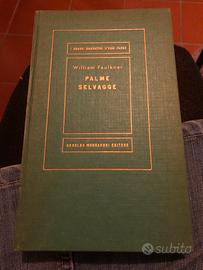 I GRANDI NARRATORI D'OGNI PAESE
William Faulkner
PALME
SELVAGGE
ARNOLDO MONDADORI EDITORE
subito